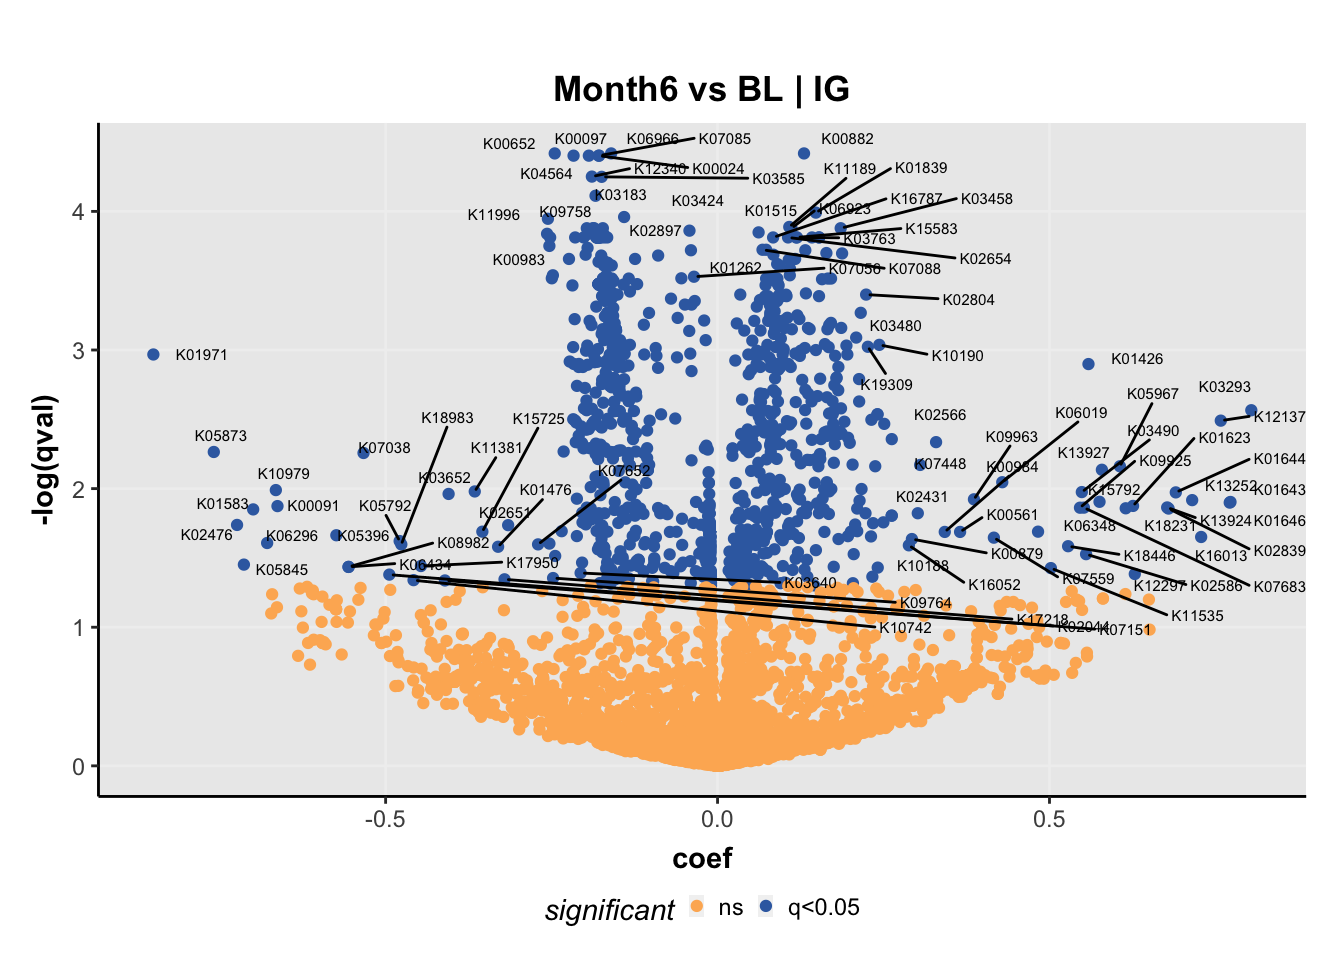 Month6 vs BL | IG
K00652
K00097
K06966
K07085
K00882
K04564
K12340
K00024
K03585
K11189
K01839
K03183
K03424
K16787
K03458
K11996
K09758
K01515
K06923
K02897
K15583
K03763
K00983
K01262
K07056
K07088
K02654
K02804
K03480
K01971
K10190
K01426
K19309
K03293
K05967
K18983
K15725
K02566
K06019
K12137
K05873
K07038
K11381
K09963
K03490
K01623
K07652
K07448
K00984
K13927
K09925
K01644
K10979
K03652
K01476
K02431
K15792
K13252
K01643
K01583
K00091
K05792
K02651
K00561
K06348
K18231
K13924
K01646
K02476
K06296
K05396
K08982
K00879
K18446
K16013
K02839
K05845
K06434
K17950
K10188
K03640
K16052
K07559
K12297
K02586
K07683
K09764
K11535
K10742
K17218
K02044
K07151
-log(qval)
4
3
2
1
0
-0.5
0.0
0.5
coef
significant
ns
q<0.05